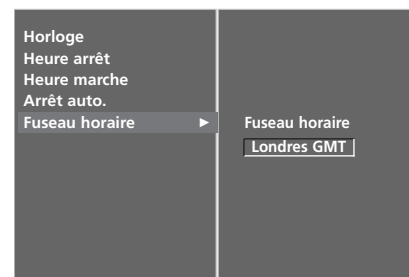 Horloge
Heure arrêt
Heure marche
Arrêt auto.
Fuseau horaire ►
Fuseau horaire
Londres GMT